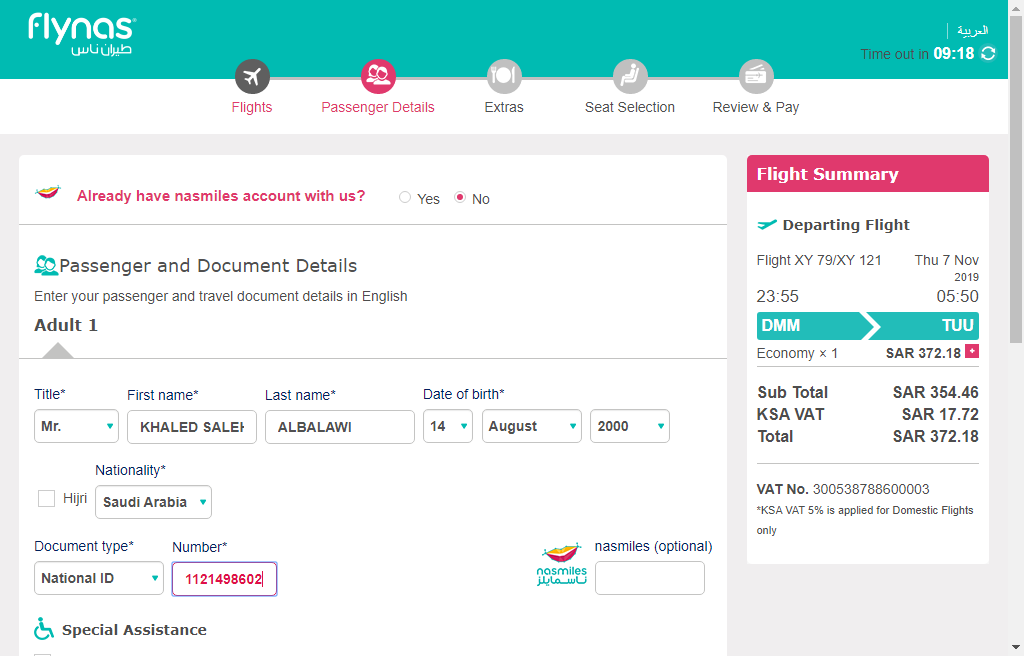 flynas
طيران ناس
العربية
Time out in 09:18
Flights
Passenger Details
Extras
Seat Selection
Review & Pay
Already have nasmiles account with us?
Yes
No
Passenger and Document Details
Enter your passenger and travel document details in English
Adult 1
Title*
First name*
Last name*
Date of birth*
Mr.
KHALED SALEH
ALBALAWI
14
August
2000
Nationality*
Hijri
Saudi Arabia
Document type*
Number*
nasmiles (optional)
National ID
1121498602
nasmiles
ناسمايلز
Special Assistance
Flight Summary
Departing Flight
Flight XY 79/XY 121
Thu 7 Nov
2019
23:55
05:50
DMM
TUU
Economy × 1
SAR 372.18
Sub Total
SAR 354.46
KSA VAT
SAR 17.72
Total
SAR 372.18
VAT No. 300538788600003
*KSA VAT 5% is applied for Domestic Flights
only